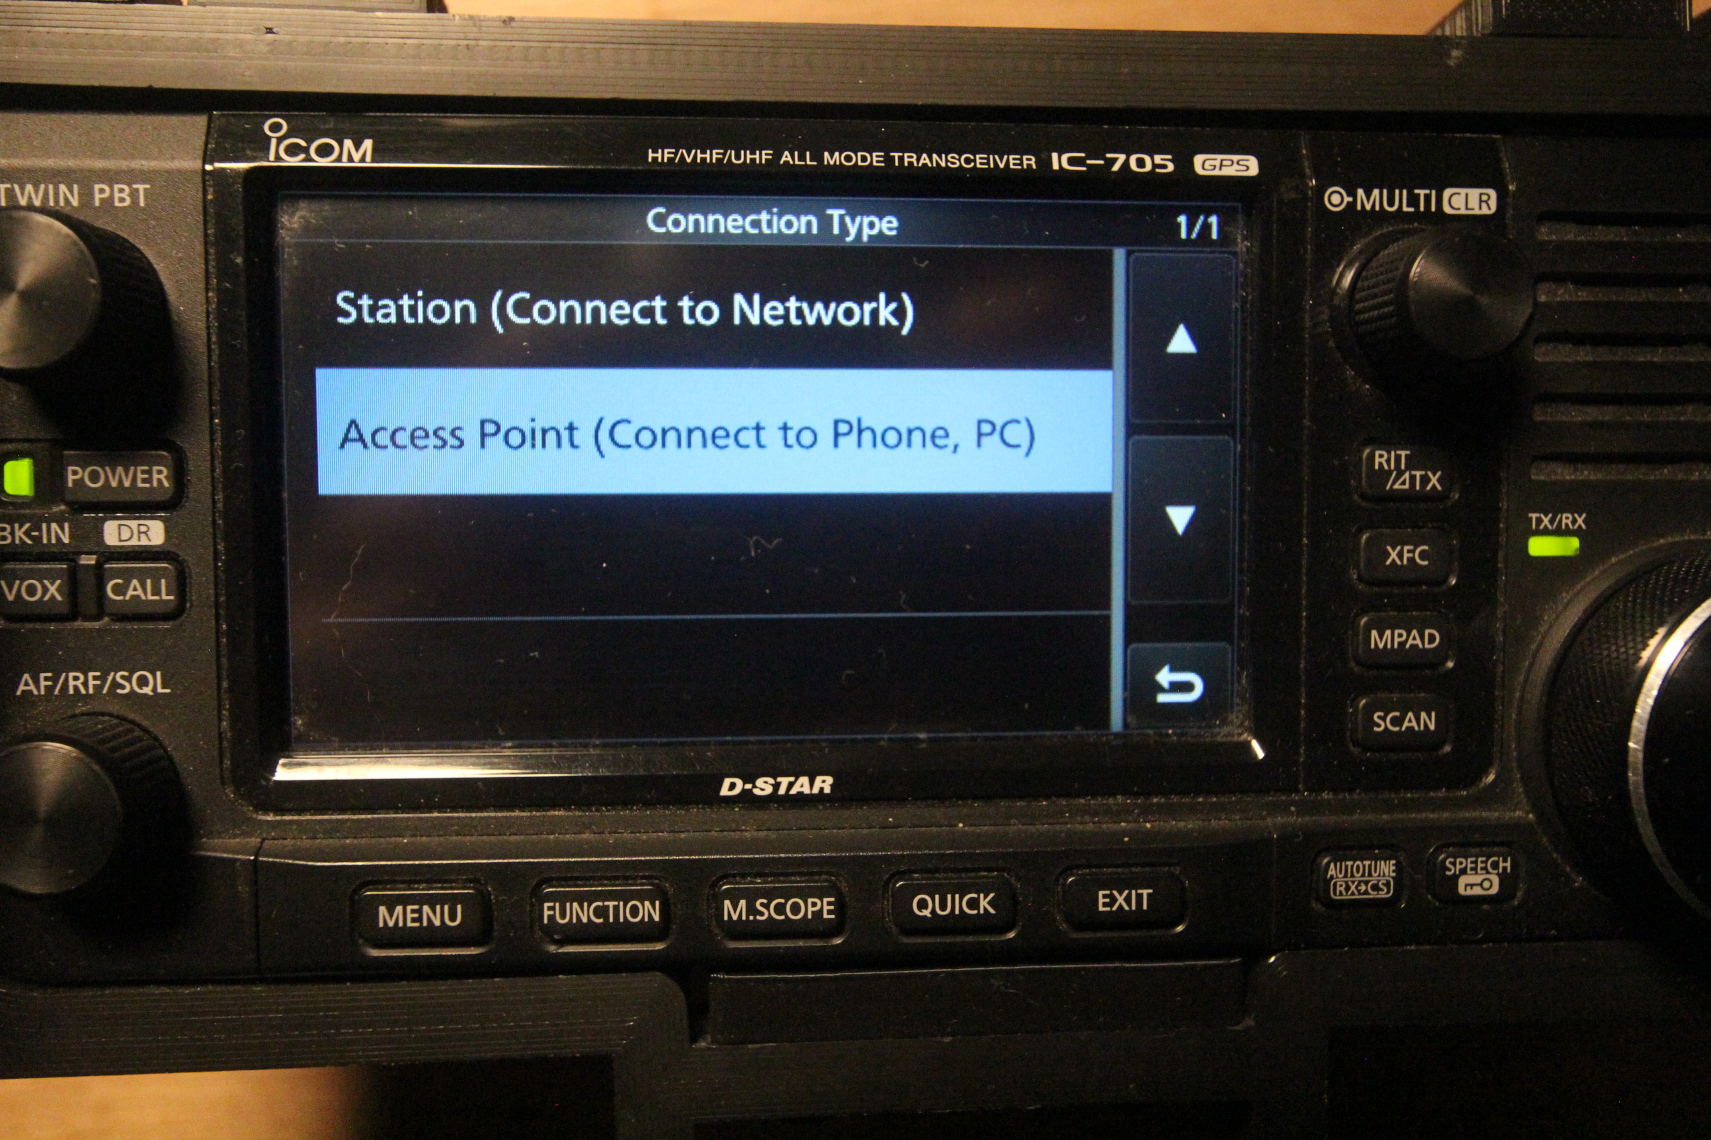 ICOM
HF/VHF/UHF ALL MODE TRANSCEIVER IC-705 GPS
TWIN PBT
MULTI CLR
Connection Type 1/1
Station (Connect to Network)
Access Point (Connect to Phone, PC)
POWER
BK-IN DR
VOX CALL
AF/RF/SQL
RIT/⊿TX
XFC
MPAD
SCAN
TX/RX
D-STAR
MENU FUNCTION M.SCOPE QUICK EXIT
AUTOTUNE SPEECH
RX→CS